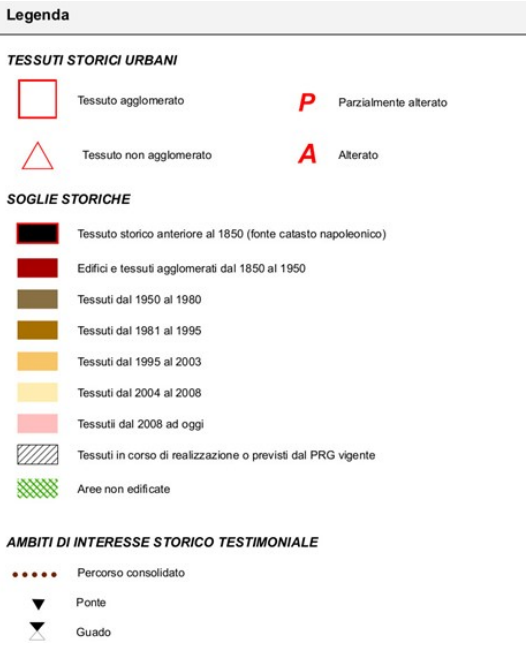 Legenda
TESSUTI STORICI URBANI
Tessuto agglomerato
P Parzialmente alterato
Tessuto non agglomerato
A Alterato
SOGLIE STORICHE
Tessuto storico anteriore al 1850 (fonte catasto napoleonico)
Edifici e tessuti agglomerati dal 1850 al 1950
Tessuti dal 1950 al 1980
Tessuti dal 1981 al 1995
Tessuti dal 1995 al 2003
Tessuti dal 2004 al 2008
Tessutii dal 2008 ad oggi
Tessuti in corso di realizzazione o previsti dal PRG vigente
Aree non edificate
AMBITI DI INTERESSE STORICO TESTIMONIALE
Percorso consolidato
Ponte
Guado